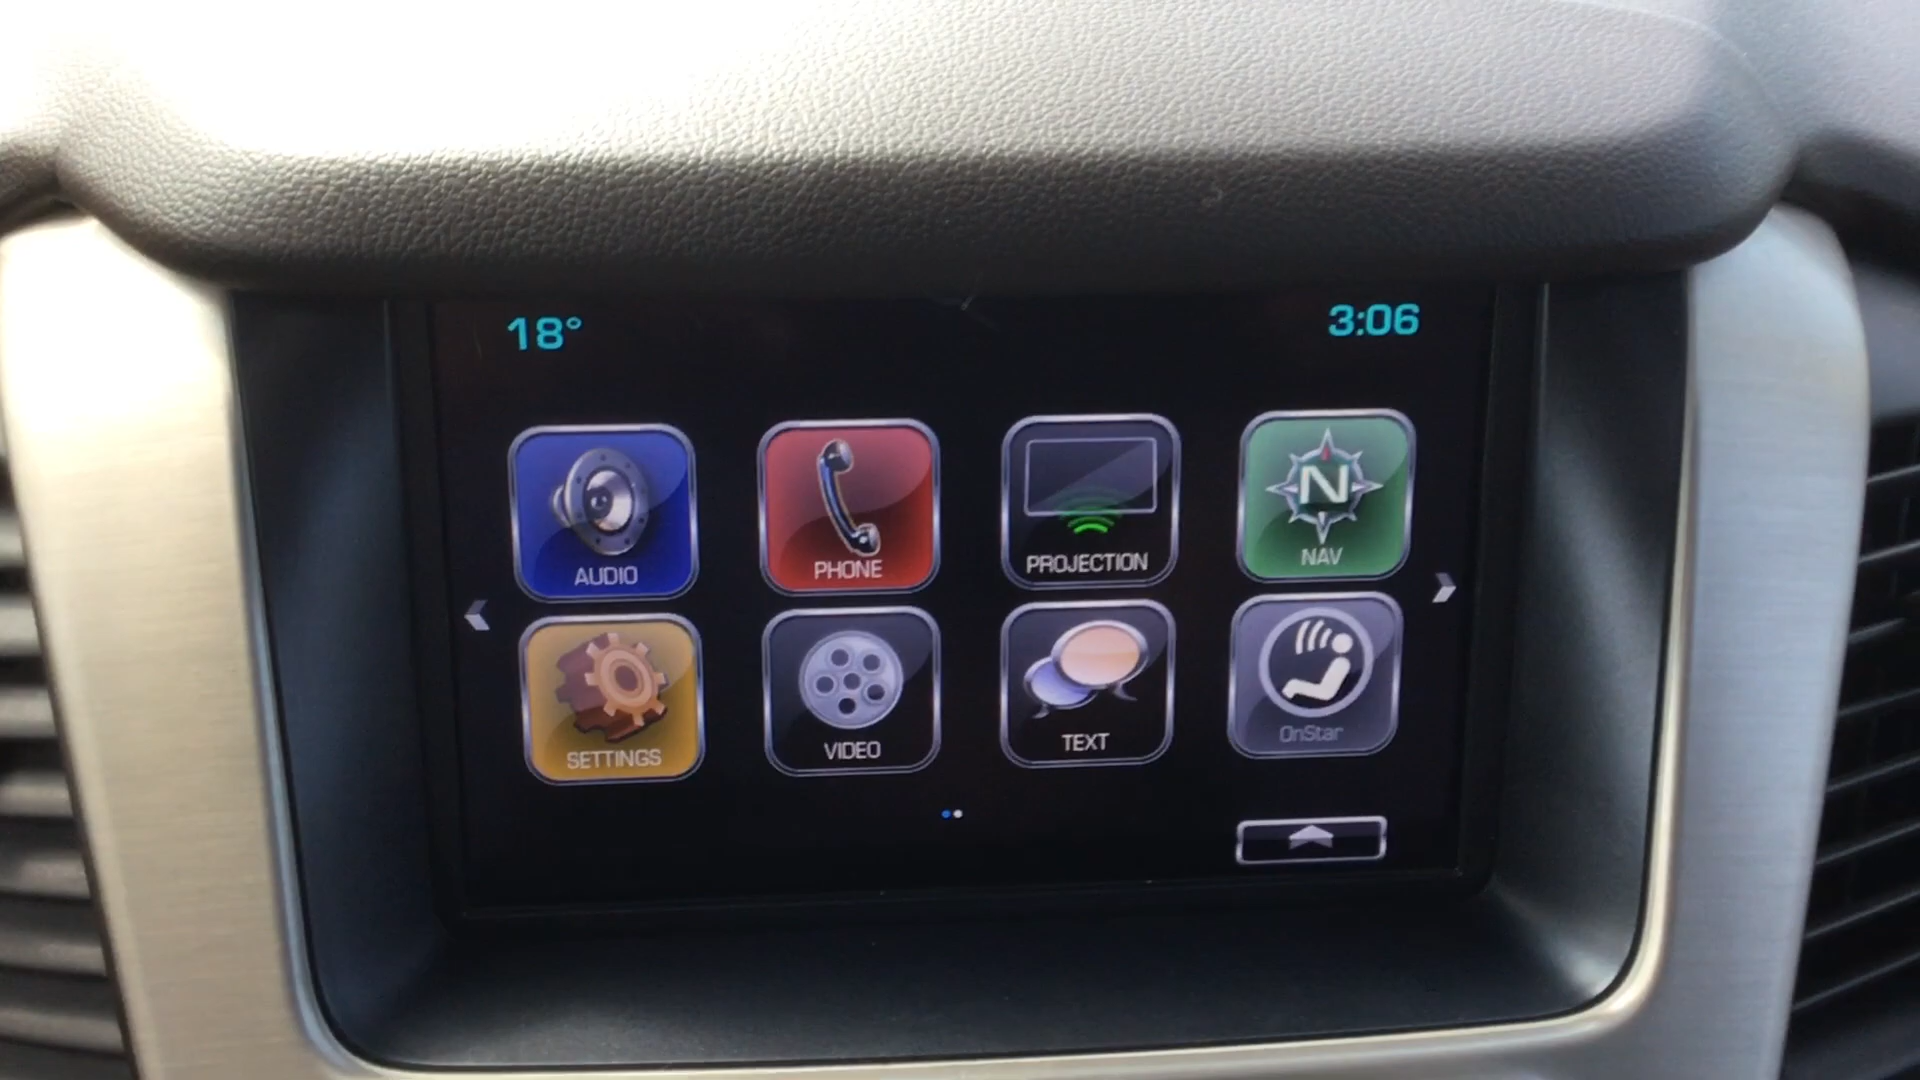 18°
3:06
AUDIO
PHONE
PROJECTION
N
NAV
SETTINGS
VIDEO
TEXT
OnStar